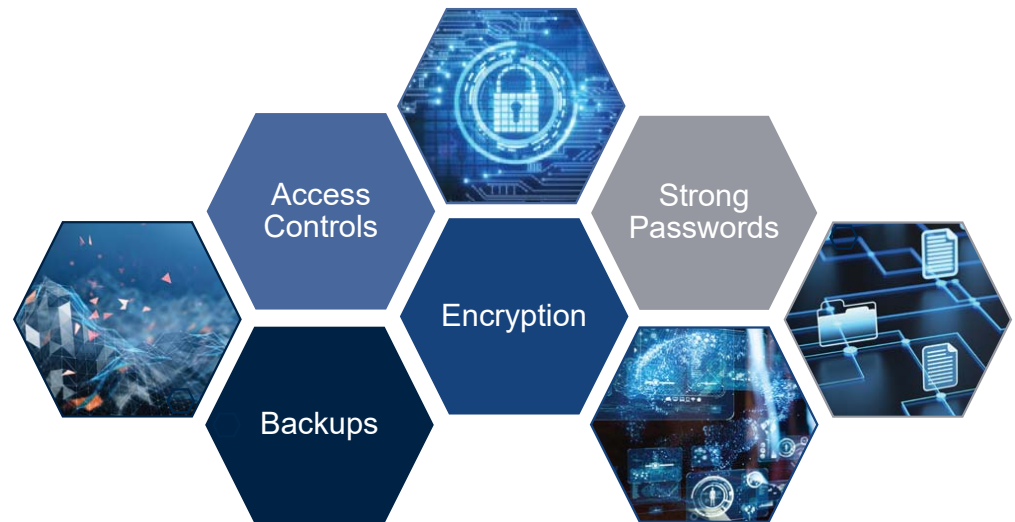 Access
Controls
Strong
Passwords
Encryption
Backups